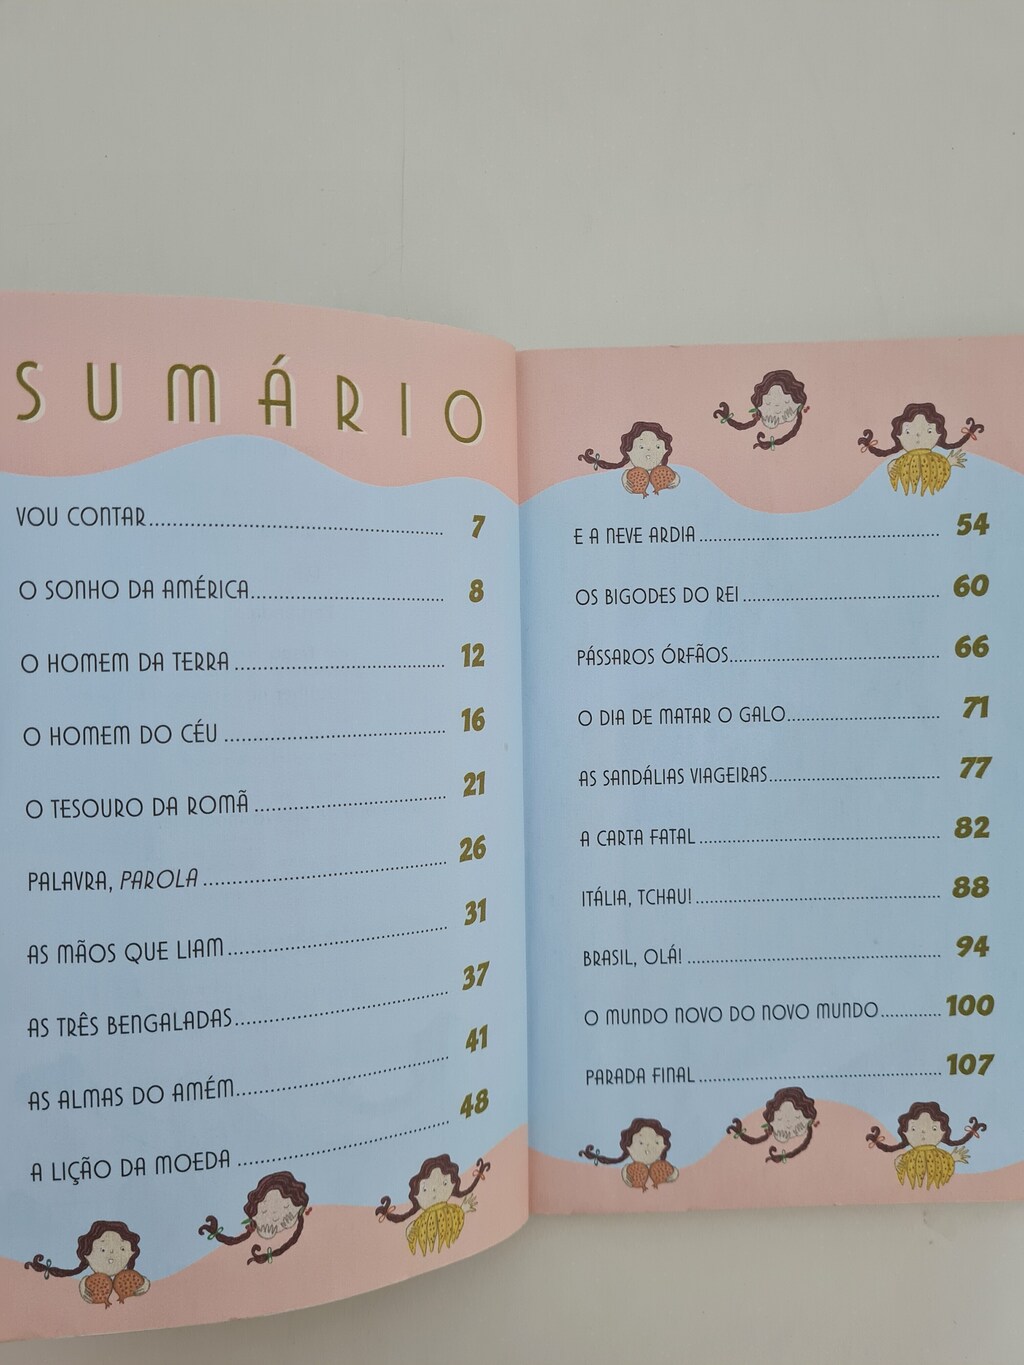 SUMÁRIO
VOU CONTAR 7
O SONHO DA AMÉRICA 8
O HOMEM DA TERRA 12
O HOMEM DO CÉU 16
O TESOURO DA ROMÃ 21
PALAVRA, PAROLA 26
AS MÃOS QUE LIAM 31
AS TRÊS BENGALADAS 37
AS ALMAS DO AMÉM 41
A LIÇÃO DA MOEDA 48
E A NEVE ARDIA 54
OS BIGODES DO REI 60
PÁSSAROS ÓRFÃOS 66
O DIA DE MATAR O GALO 71
AS SANDÁLIAS VIAGEIRAS 77
A CARTA FATAL 82
ITÁLIA, TCHAU! 88
BRASIL, OLÁ! 94
O MUNDO NOVO DO NOVO MUNDO 100
PARADA FINAL 107